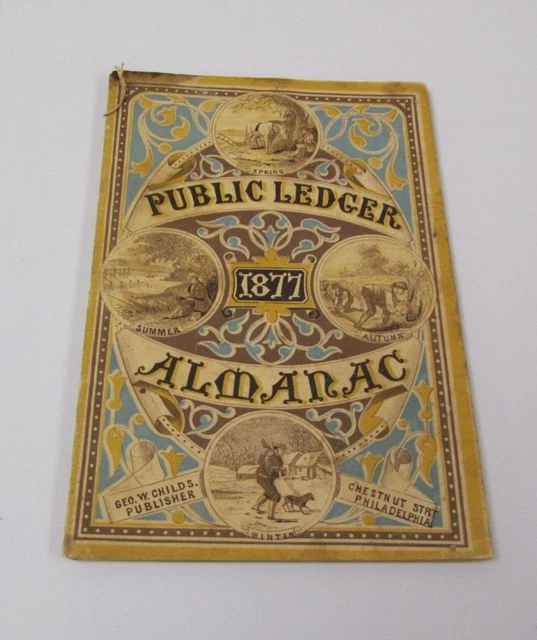 SPRING
PUBLIC LEDGER
1877
SUMMER
AUTUMN
ALMANAC
GEO. W. CHILDS.
PUBLISHER
CHESTNUT STRT
PHILADELPHIA
WINTER